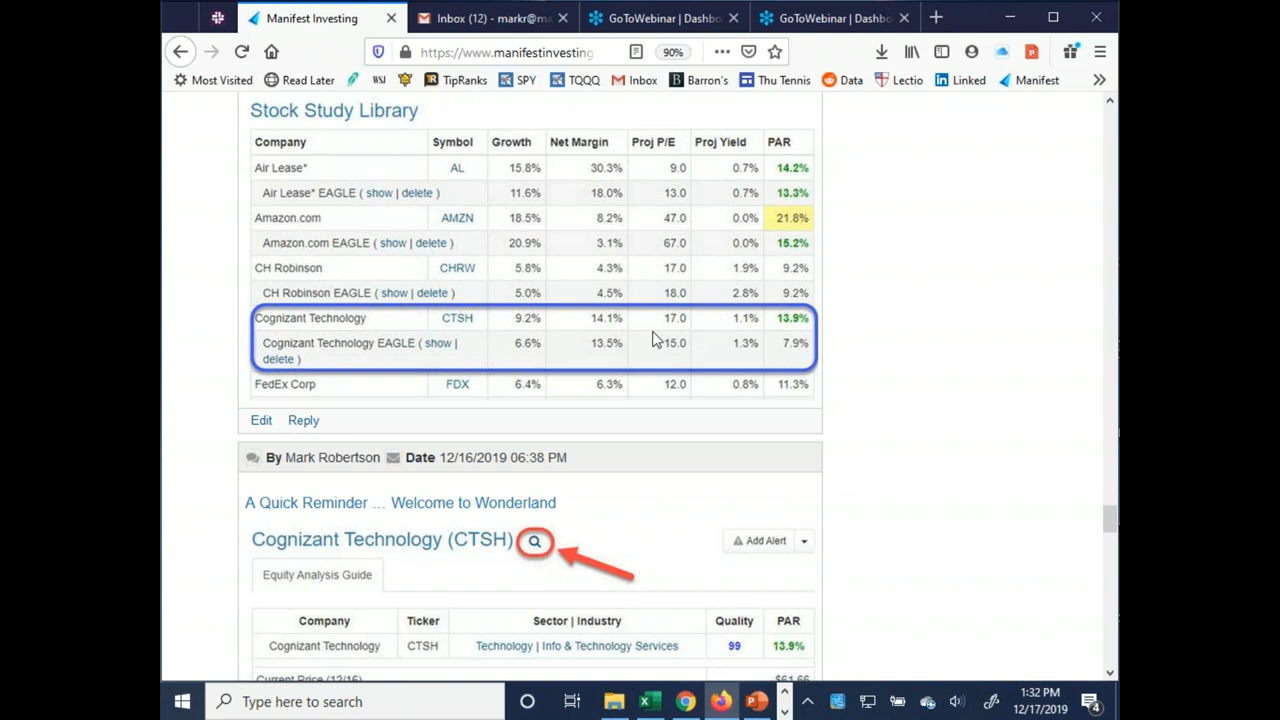 Manifest Investing
Inbox (12) - markr@m
GoToWebinar | Dashbo
GoToWebinar | Dashbo
https://www.manifestinvesting
90%
Most Visited
Read Later
WSJ
TipRanks
SPY
TQQQ
Inbox
Barron's
Thu Tennis
Data
Lectio
Linked
Manifest
Stock Study Library
Company Symbol Growth Net Margin Proj P/E Proj Yield PAR
Air Lease* AL 15.8% 30.3% 9.0 0.7% 14.2%
Air Lease* EAGLE ( show | delete ) 11.6% 18.0% 13.0 0.7% 13.3%
Amazon.com AMZN 18.5% 8.2% 47.0 0.0% 21.8%
Amazon.com EAGLE ( show | delete ) 20.9% 3.1% 67.0 0.0% 15.2%
CH Robinson CHRW 5.8% 4.3% 17.0 1.9% 9.2%
CH Robinson EAGLE ( show | delete ) 5.0% 4.5% 18.0 2.8% 9.2%
Cognizant Technology CTSH 9.2% 14.1% 17.0 1.1% 13.9%
Cognizant Technology EAGLE ( show | 6.6% 13.5% 15.0 1.3% 7.9%
delete )
FedEx Corp FDX 6.4% 6.3% 12.0 0.8% 11.3%
Edit Reply
By Mark Robertson Date 12/16/2019 06:38 PM
A Quick Reminder … Welcome to Wonderland
Cognizant Technology (CTSH)
Add Alert
Equity Analysis Guide
Company Ticker Sector | Industry Quality PAR
Cognizant Technology CTSH Technology | Info & Technology Services 99 13.9%
Current Price (12/16) $61.66
Type here to search
1:32 PM
12/17/2019
4